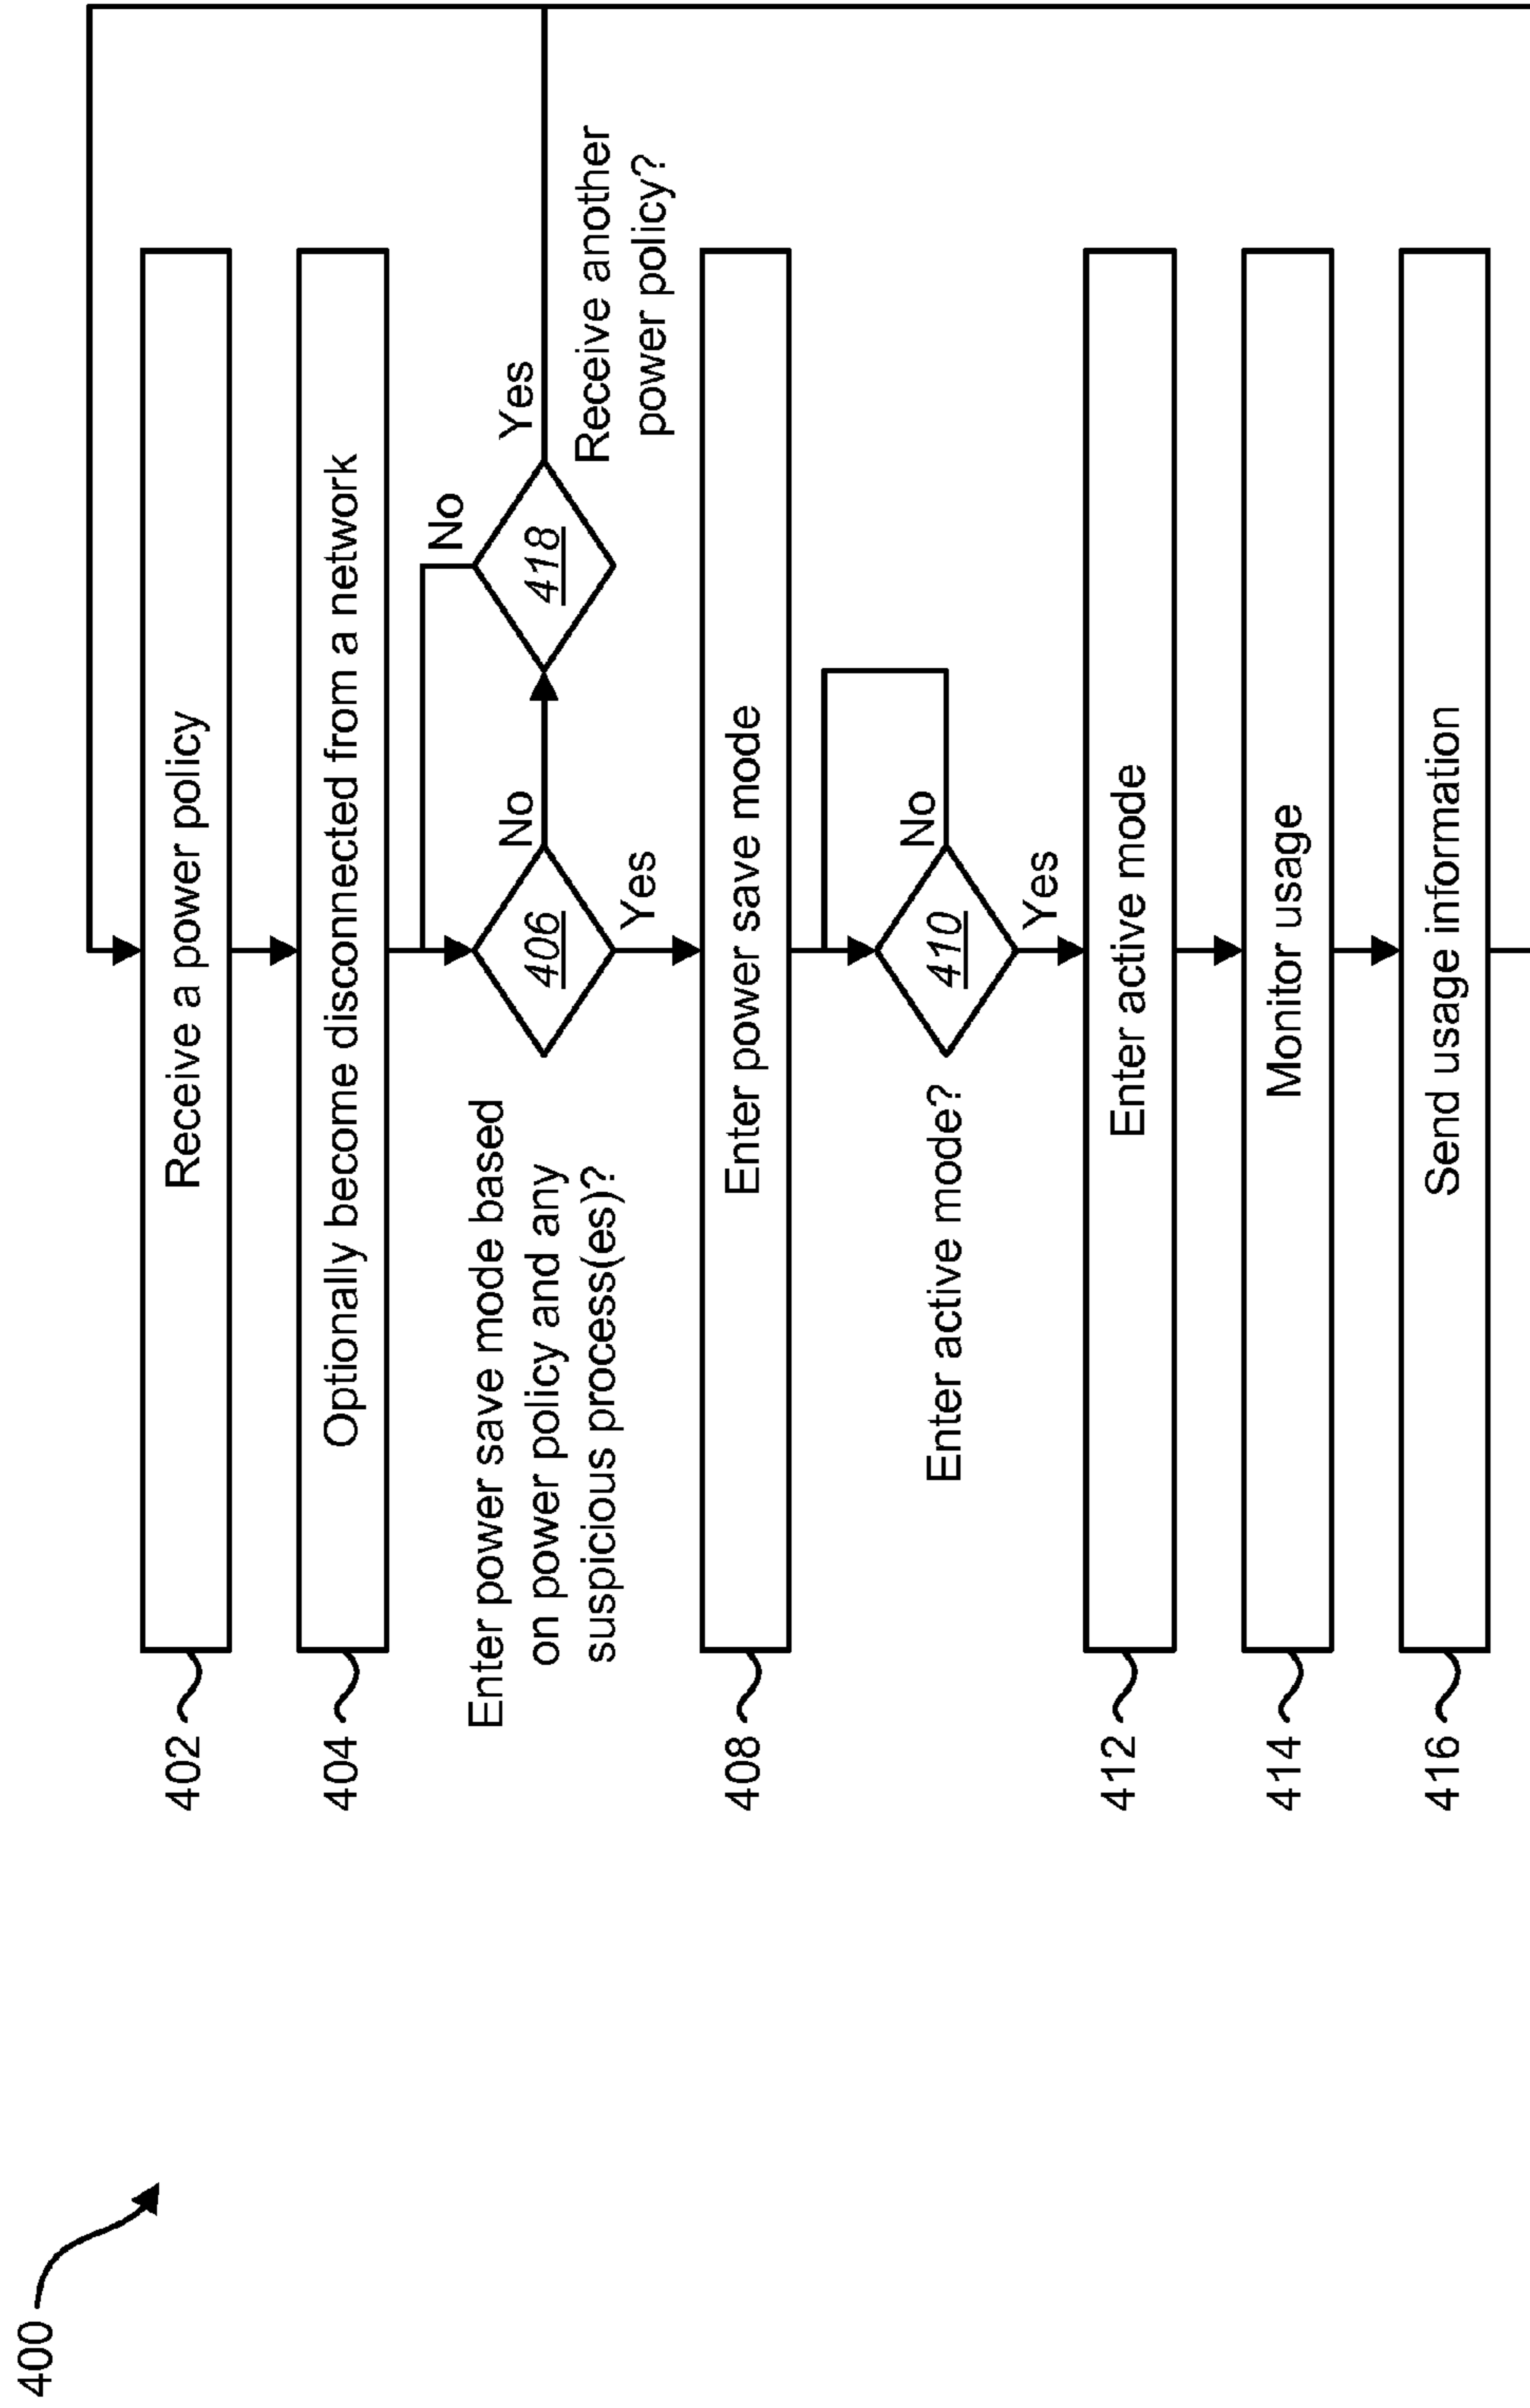 400
402
Receive a power policy
404
Optionally become disconnected from a network
Enter power save mode based
on power policy and any
suspicious process(es)?
406
No
Yes
No
418
Yes
Receive another
power policy?
408
Enter power save mode
Enter active mode?
410
No
Yes
412
Enter active mode
414
Monitor usage
416
Send usage information